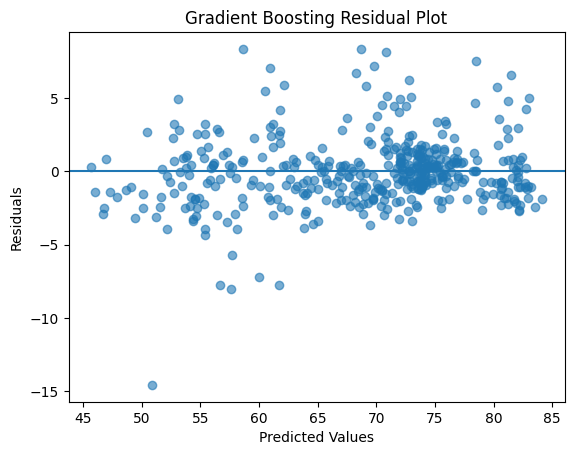 Gradient Boosting Residual Plot
Residuals
5
0
−5
−10
−15
45 50 55 60 65 70 75 80 85
Predicted Values